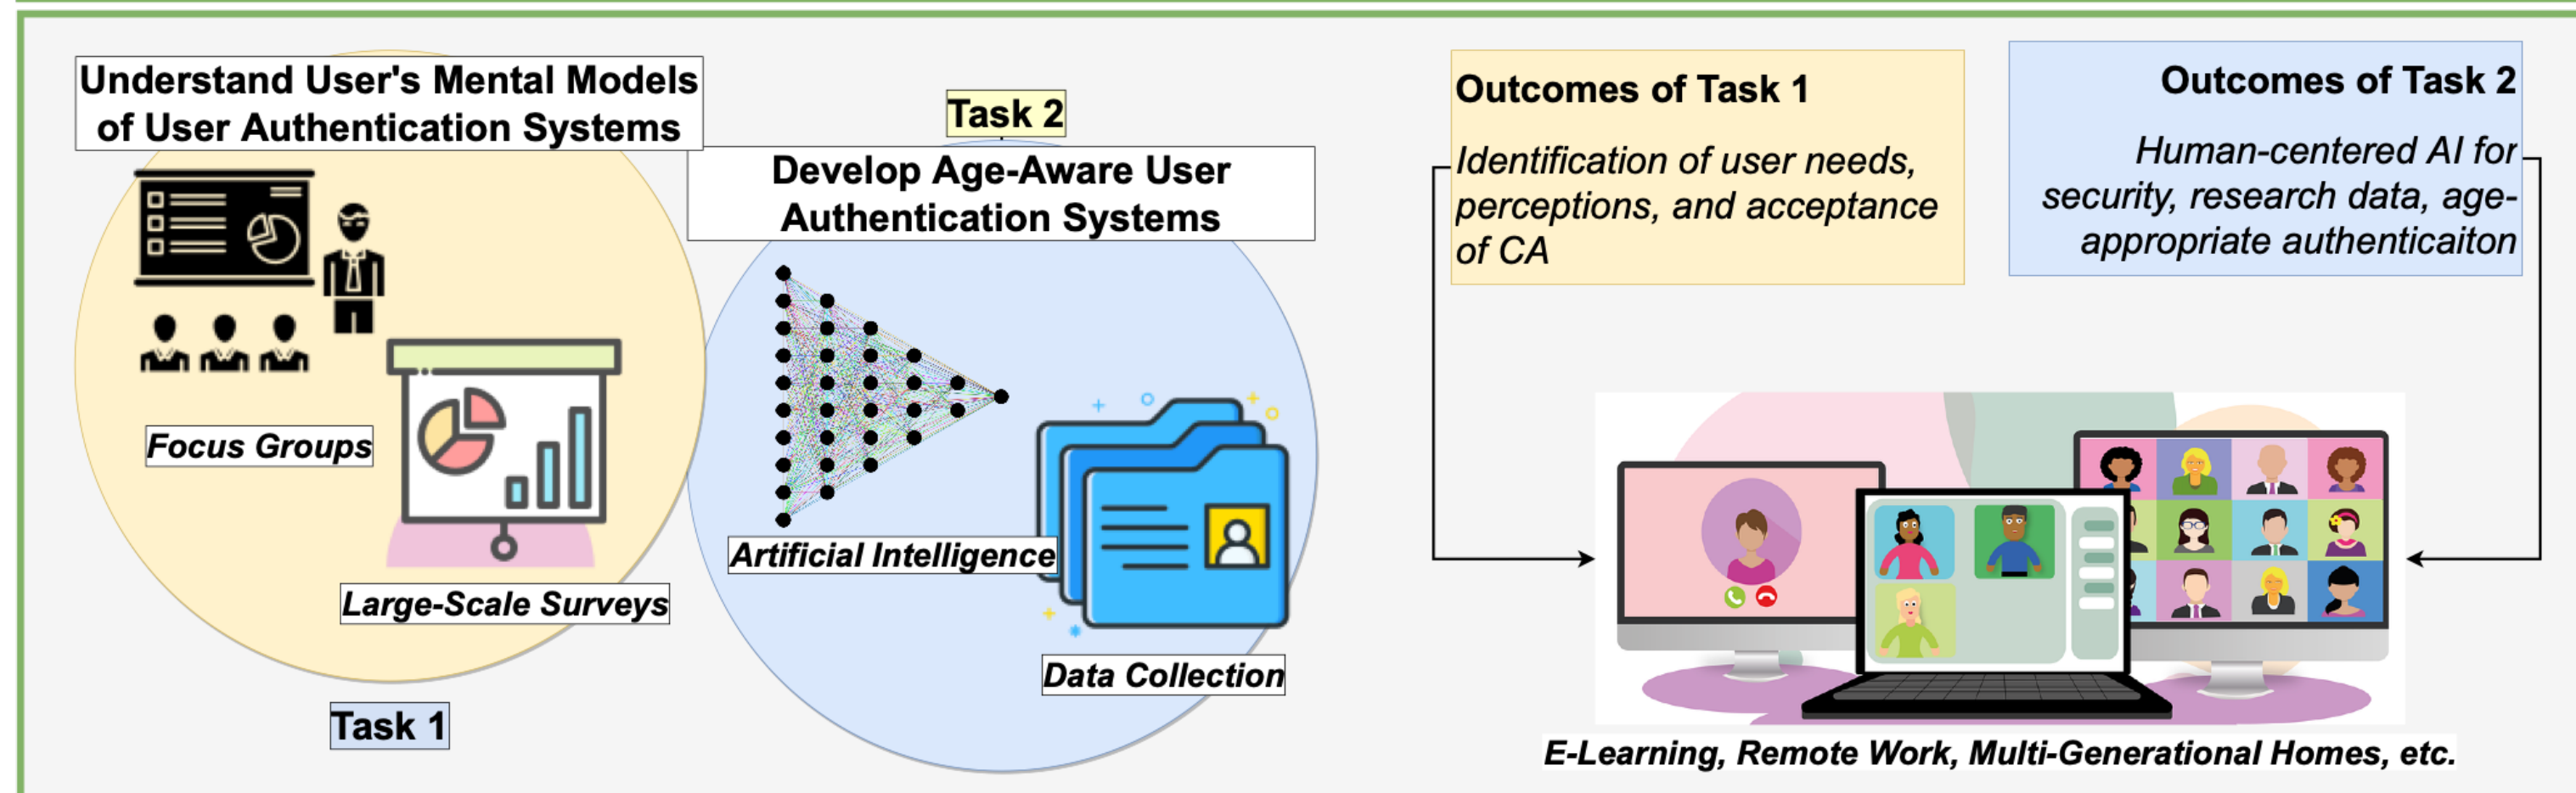 Understand User's Mental Models
of User Authentication Systems
Focus Groups
Large-Scale Surveys
Task 1
Task 2
Develop Age-Aware User
Authentication Systems
Artificial Intelligence
Data Collection
Outcomes of Task 1
Identification of user needs,
perceptions, and acceptance
of CA
Outcomes of Task 2
Human-centered AI for
security, research data, age-
appropriate authenticaiton
E-Learning, Remote Work, Multi-Generational Homes, etc.